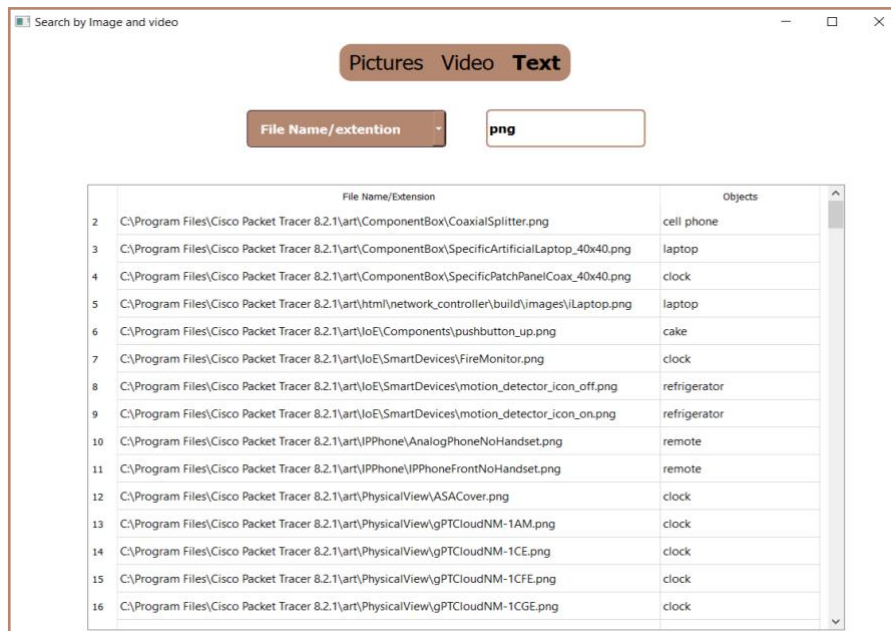 Search by Image and video
Pictures Video Text
File Name/extention png
File Name/Extension Objects
2 C:\Program Files\Cisco Packet Tracer 8.2.1\art\ComponentBox\CoaxialSplitter.png cell phone
3 C:\Program Files\Cisco Packet Tracer 8.2.1\art\ComponentBox\SpecificArtificialLaptop_40x40.png laptop
4 C:\Program Files\Cisco Packet Tracer 8.2.1\art\ComponentBox\SpecificPatchPanelCoax_40x40.png clock
5 C:\Program Files\Cisco Packet Tracer 8.2.1\art\html\network_controller\build\images\iLaptop.png laptop
6 C:\Program Files\Cisco Packet Tracer 8.2.1\art\IoE\Components\pushbutton_up.png cake
7 C:\Program Files\Cisco Packet Tracer 8.2.1\art\IoE\SmartDevices\FireMonitor.png clock
8 C:\Program Files\Cisco Packet Tracer 8.2.1\art\IoE\SmartDevices\motion_detector_icon_off.png refrigerator
9 C:\Program Files\Cisco Packet Tracer 8.2.1\art\IoE\SmartDevices\motion_detector_icon_on.png refrigerator
10 C:\Program Files\Cisco Packet Tracer 8.2.1\art\IPPhone\AnalogPhoneNoHandset.png remote
11 C:\Program Files\Cisco Packet Tracer 8.2.1\art\IPPhone\IPPhoneFrontNoHandset.png remote
12 C:\Program Files\Cisco Packet Tracer 8.2.1\art\PhysicalView\ASACover.png clock
13 C:\Program Files\Cisco Packet Tracer 8.2.1\art\PhysicalView\gPTCloudNM-1AM.png clock
14 C:\Program Files\Cisco Packet Tracer 8.2.1\art\PhysicalView\gPTCloudNM-1CE.png clock
15 C:\Program Files\Cisco Packet Tracer 8.2.1\art\PhysicalView\gPTCloudNM-1CFE.png clock
16 C:\Program Files\Cisco Packet Tracer 8.2.1\art\PhysicalView\gPTCloudNM-1CGE.png clock